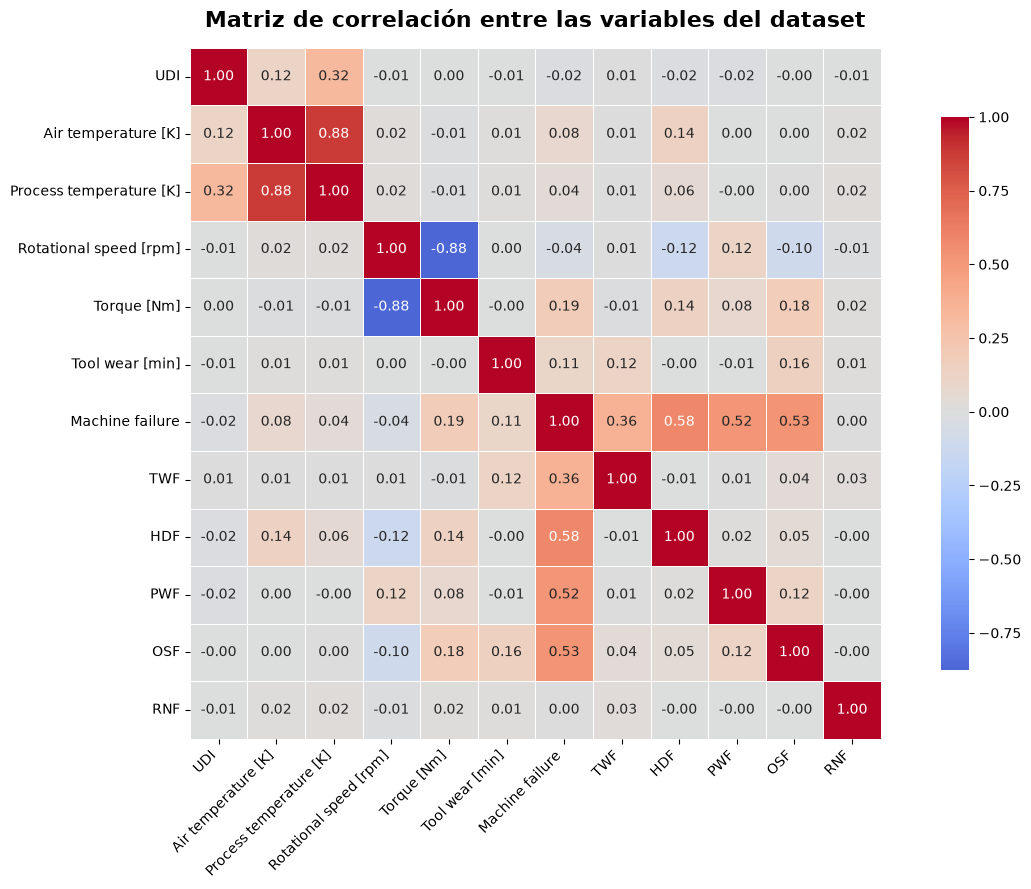 Matriz de correlación entre las variables del dataset
UDI 1.00 0.12 0.32 -0.01 0.00 -0.01 -0.02 0.01 -0.02 -0.02 -0.00 -0.01
Air temperature [K] 0.12 1.00 0.88 0.02 -0.01 0.01 0.08 0.01 0.14 0.00 0.00 0.02
Process temperature [K] 0.32 0.88 1.00 0.02 -0.01 0.01 0.04 0.01 0.06 -0.00 0.00 0.02
Rotational speed [rpm] -0.01 0.02 0.02 1.00 -0.88 0.00 -0.04 0.01 -0.12 0.12 -0.10 -0.01
Torque [Nm] 0.00 -0.01 -0.01 -0.88 1.00 -0.00 0.19 -0.01 0.14 0.08 0.18 0.02
Tool wear [min] -0.01 0.01 0.01 0.00 -0.00 1.00 0.11 0.12 -0.00 -0.01 0.16 0.01
Machine failure -0.02 0.08 0.04 -0.04 0.19 0.11 1.00 0.36 0.58 0.52 0.53 0.00
TWF 0.01 0.01 0.01 0.01 -0.01 0.12 0.36 1.00 -0.01 0.01 0.04 0.03
HDF -0.02 0.14 0.06 -0.12 0.14 -0.00 0.58 -0.01 1.00 0.02 0.05 -0.00
PWF -0.02 0.00 -0.00 0.12 0.08 -0.01 0.52 0.01 0.02 1.00 0.12 -0.00
OSF -0.00 0.00 0.00 -0.10 0.18 0.16 0.53 0.04 0.05 0.12 1.00 -0.00
RNF -0.01 0.02 0.02 -0.01 0.02 0.01 0.00 0.03 -0.00 -0.00 -0.00 1.00
UDI
Air temperature [K]
Process temperature [K]
Rotational speed [rpm]
Torque [Nm]
Tool wear [min]
Machine failure
TWF
HDF
PWF
OSF
RNF
1.00
0.75
0.50
0.25
0.00
−0.25
−0.50
−0.75